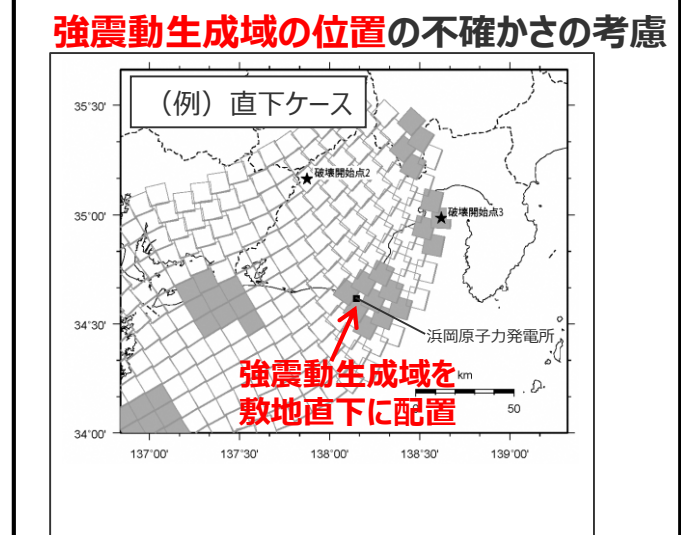 強震動生成域の位置の不確かさの考慮
（例）直下ケース
35°30'
破壊開始点2
35°00'
破壊開始点3
34°30'
浜岡原子力発電所
強震動生成域を
敷地直下に配置
km
0
50
34°00'
137°00'
137°30'
138°00'
138°30'
139°00'